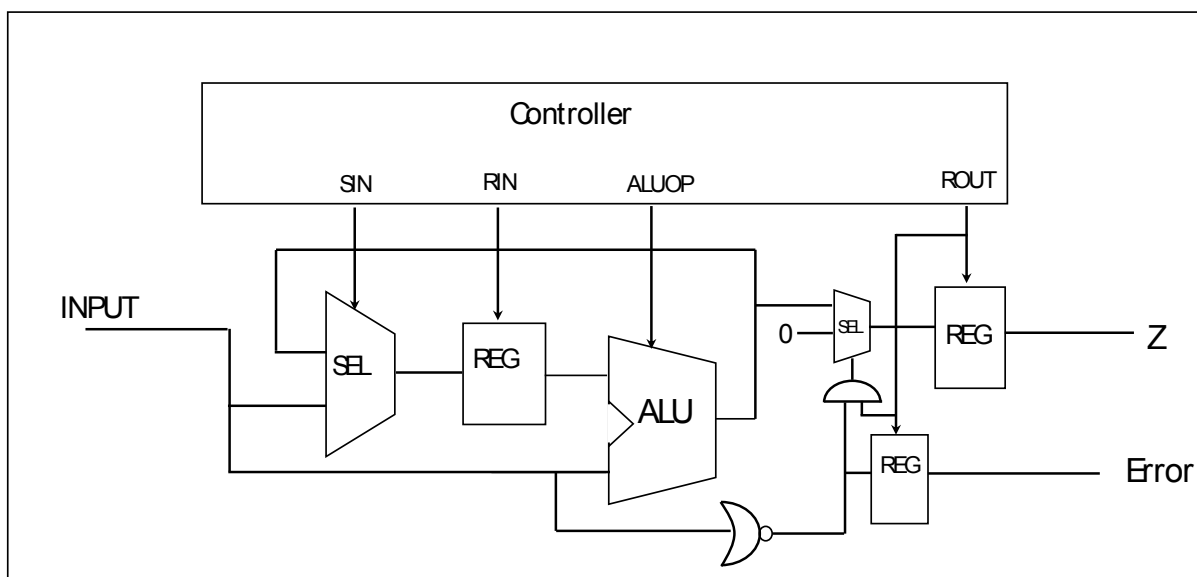 Controller
SIN RIN ALUOP ROUT
INPUT
SEL
REG
ALU
0
SEL
REG
Z
REG
Error